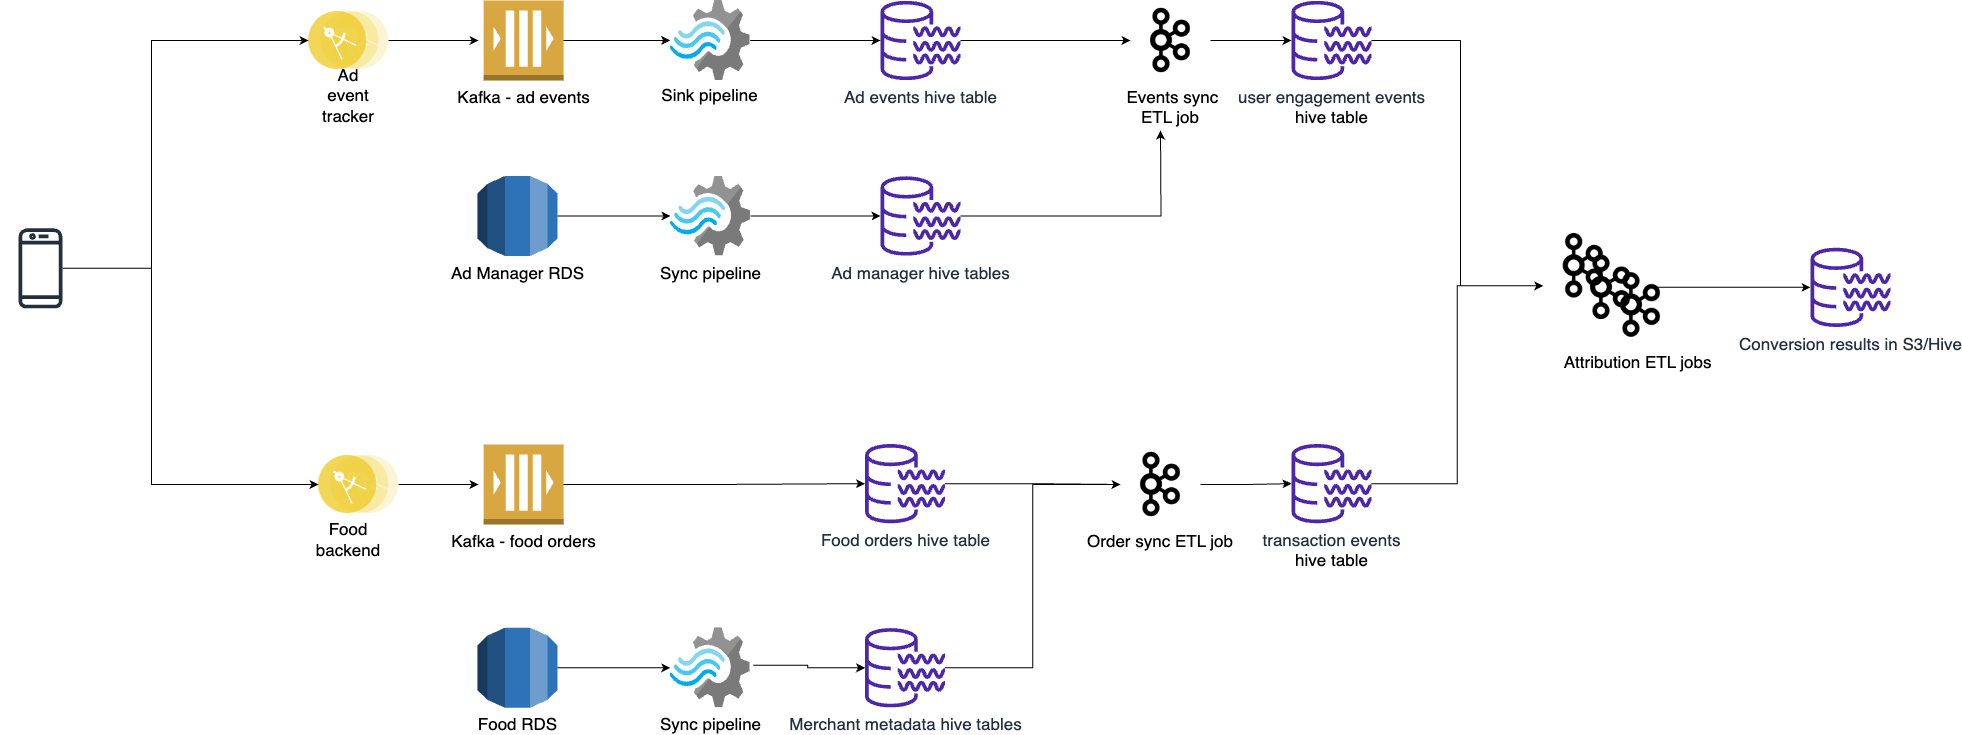 Ad
event
tracker
Kafka - ad events
Sink pipeline
Ad events hive table
Events sync
ETL job
user engagement events
hive table
Ad Manager RDS
Sync pipeline
Ad manager hive tables
Attribution ETL jobs
Conversion results in S3/Hive
Food
backend
Kafka - food orders
Food orders hive table
Order sync ETL job
transaction events
hive table
Food RDS
Sync pipeline
Merchant metadata hive tables